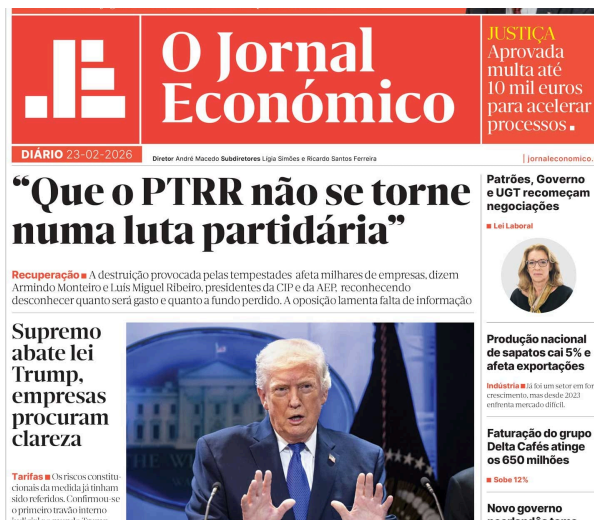 O Jornal
Económico
JUSTIÇA
Aprovada
multa até
10 mil euros
para acelerar
processos
DIÁRIO 23-02-2026
Diretor André Macedo Subdiretores Lígia Simões e Ricardo Santos Ferreira
| jornaleconomico.
“Que o PTRR não se torne
numa luta partidária”
Recuperação ■ A destruição provocada pelas tempestades afeta milhares de empresas, dizem
Armindo Monteiro e Luís Miguel Ribeiro, presidentes da CIP e da AEP, reconhecendo
desconhecer quanto será gasto e quanto a fundo perdido. A oposição lamenta falta de informação
Supremo
abate lei
Trump,
empresas
procuram
clareza
Tarifas ■ Os riscos constitu-
cionais da medida já tinham
sido referidos. Confirmou-se
o primeiro travão interno
Patrões, Governo
e UGT recomeçam
negociações
■ Lei Laboral
Produção nacional
de sapatos cai 5% e
afeta exportações
Indústria ■ Já foi um setor em for
crescimento, mas desde 2023
enfrenta mercado difícil.
Faturação do grupo
Delta Cafés atinge
os 650 milhões
■ Sobe 12%
Novo governo